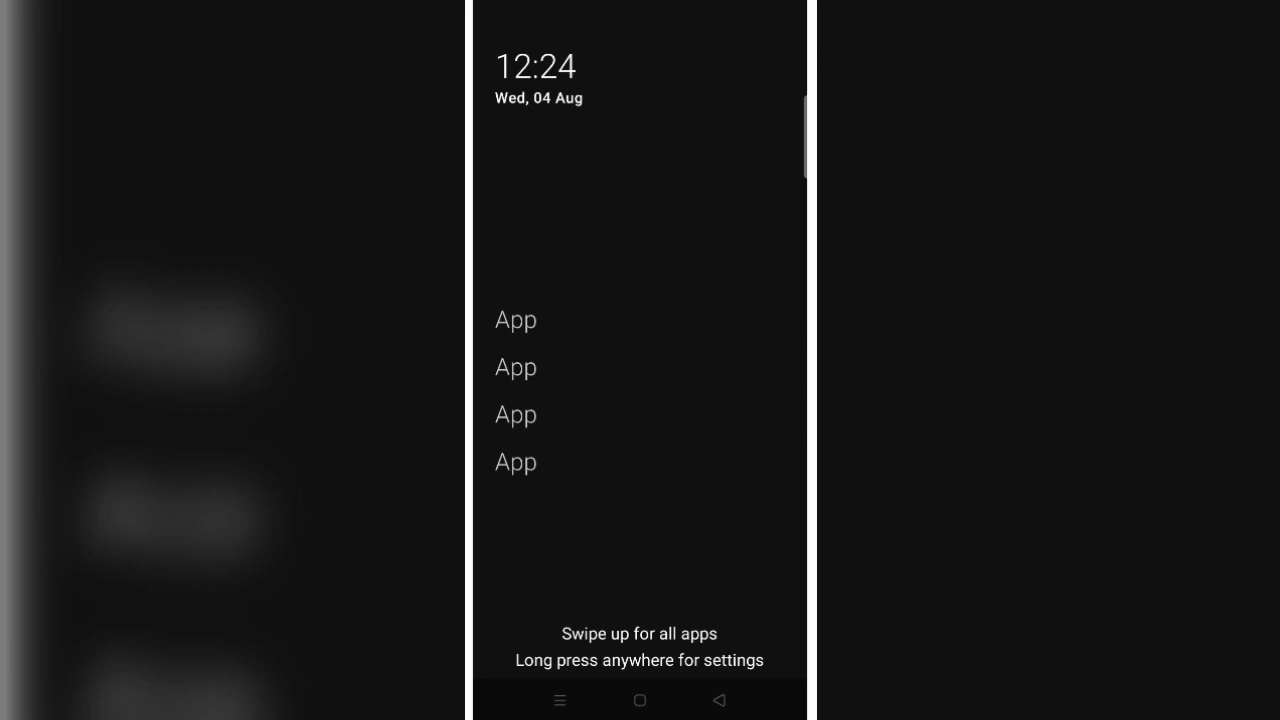 12:24
Wed, 04 Aug
App
App
App
App
Swipe up for all apps
Long press anywhere for settings